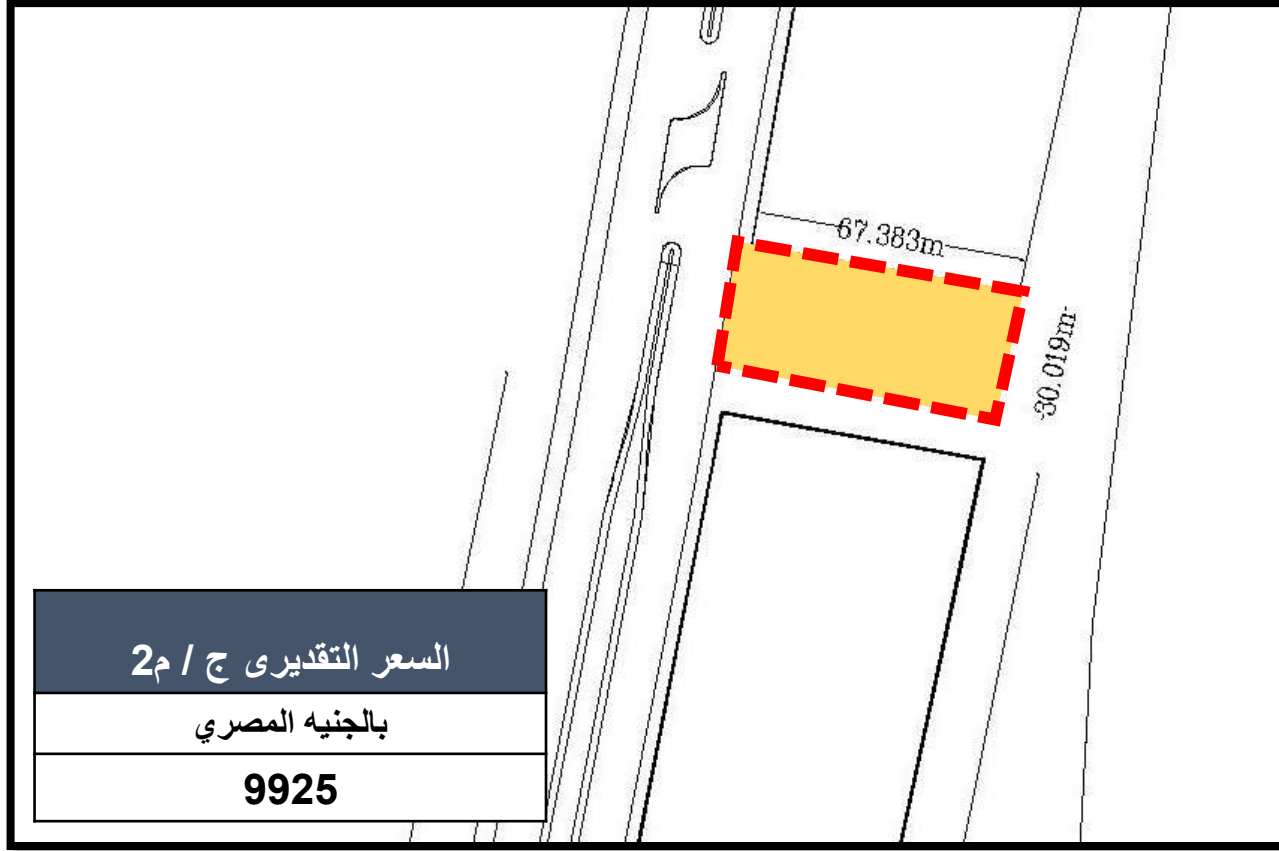 67.383m
30.019m
السعر التقديرى ج / م2
بالجنيه المصري
9925